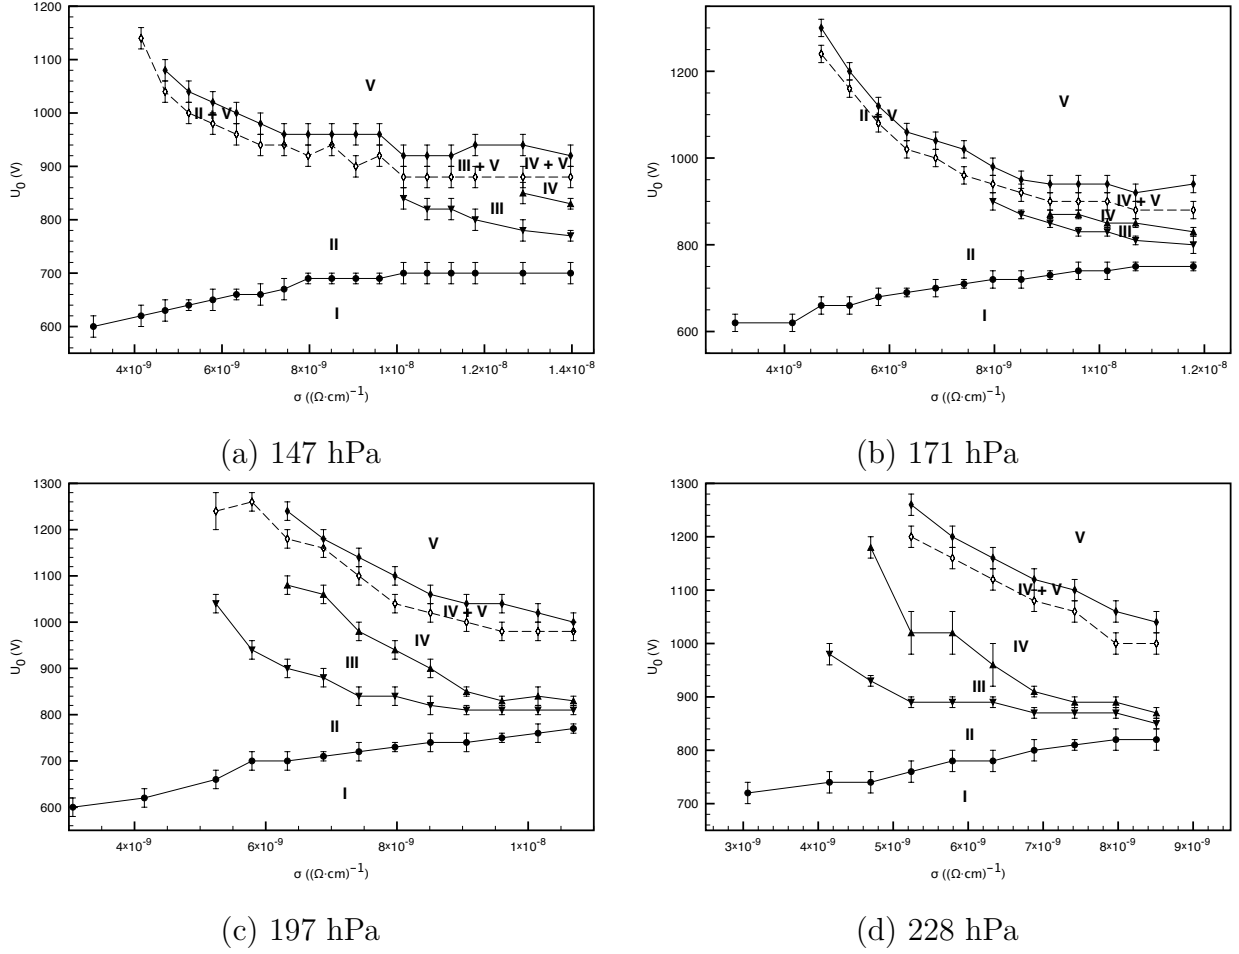 1200
1100
1000
900
800
700
600
U0 (V)
V
II + V
III + V
IV + V
IV
III
II
I
4×10-9
6×10-9
8×10-9
1×10-8
1.2×10-8
1.4×10-8
σ ((Ω·cm)−1)
(a) 147 hPa
1200
1000
800
600
U0 (V)
V
II + V
IV + V
IV
III
II
I
4×10-9
6×10-9
8×10-9
1×10-8
1.2×10-8
σ ((Ω·cm)−1)
(b) 171 hPa
1300
1200
1100
1000
900
800
700
600
U0 (V)
V
IV + V
IV
III
II
I
4×10-9
6×10-9
8×10-9
1×10-8
σ ((Ω·cm)−1)
(c) 197 hPa
1300
1200
1100
1000
900
800
700
U0 (V)
V
IV + V
IV
III
II
I
3×10-9
4×10-9
5×10-9
6×10-9
7×10-9
8×10-9
9×10-9
σ ((Ω·cm)−1)
(d) 228 hPa